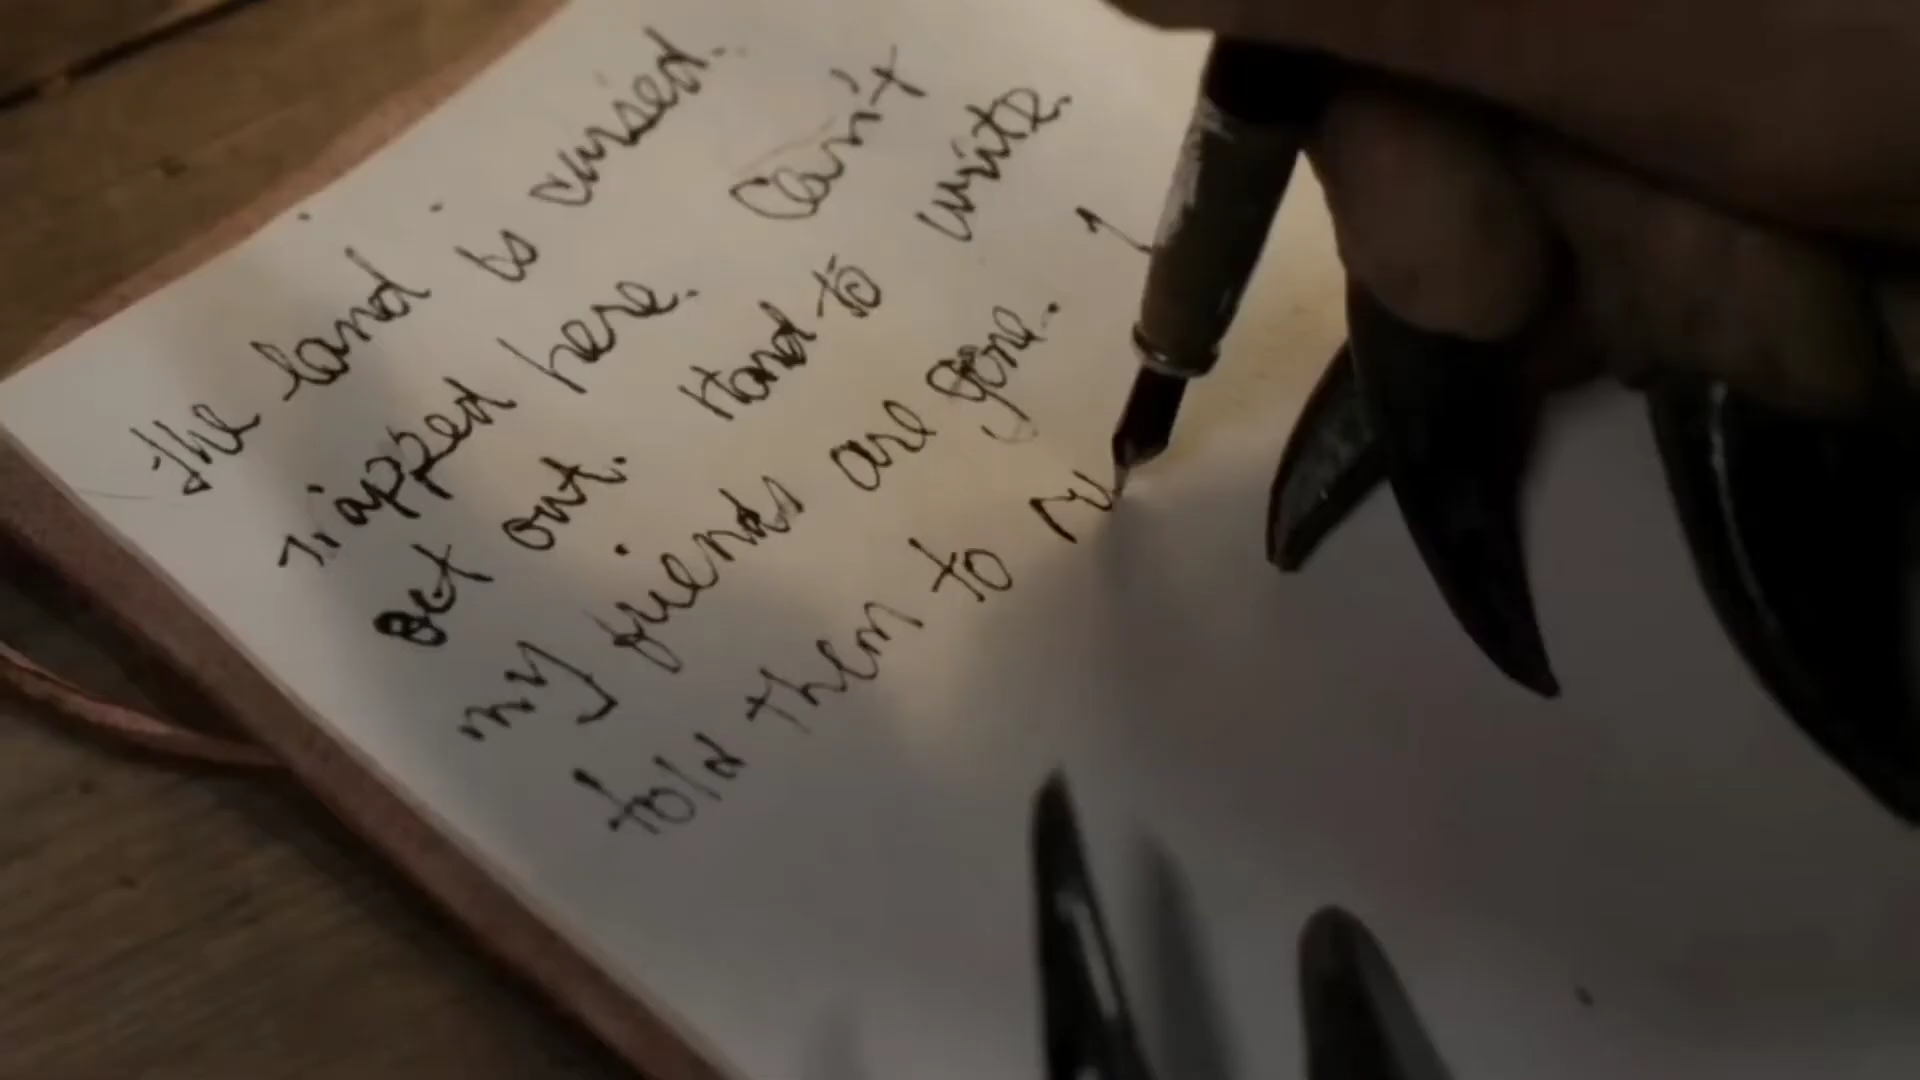 The land is cursed.
Trapped here. Can't
get out. Hard to write.
my friends are gone. I
told them to ru